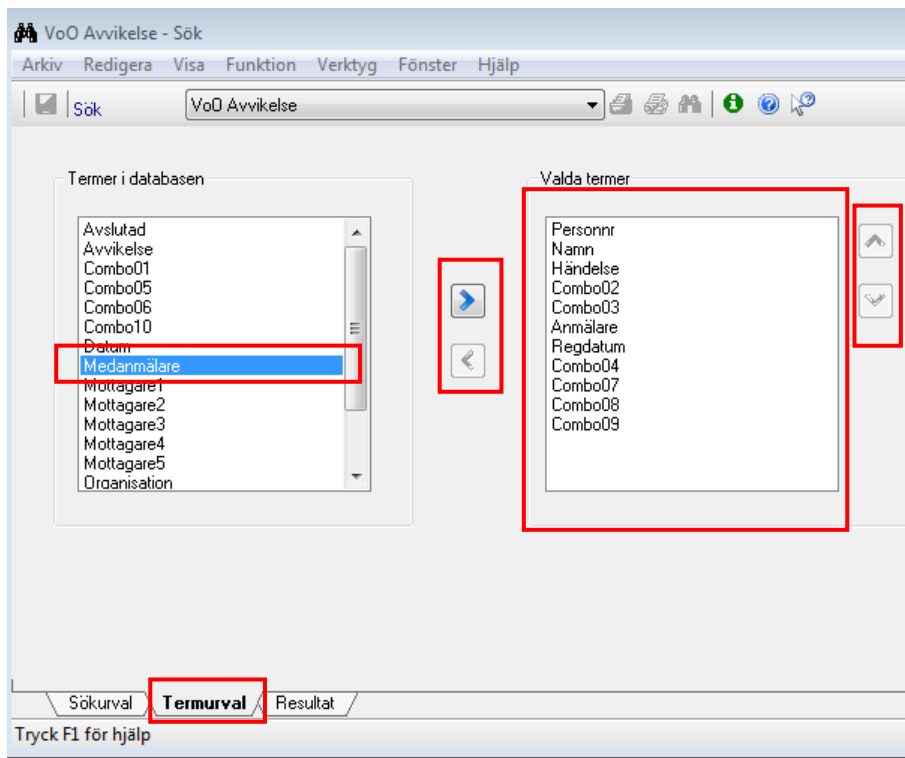 VoO Avvikelse - Sök
Arkiv Redigera Visa Funktion Verktyg Fönster Hjälp
Sök VoO Avvikelse
Termer i databasen
Avslutad
Avvikelse
Combo01
Combo05
Combo06
Combo10
Datum
Medanmälare
Mottagare1
Mottagare2
Mottagare3
Mottagare4
Mottagare5
Organisation
Valda termer
Personnr
Namn
Händelse
Combo02
Combo03
Anmälare
Regdatum
Combo04
Combo07
Combo08
Combo09
Sökurval Termurval Resultat
Tryck F1 för hjälp